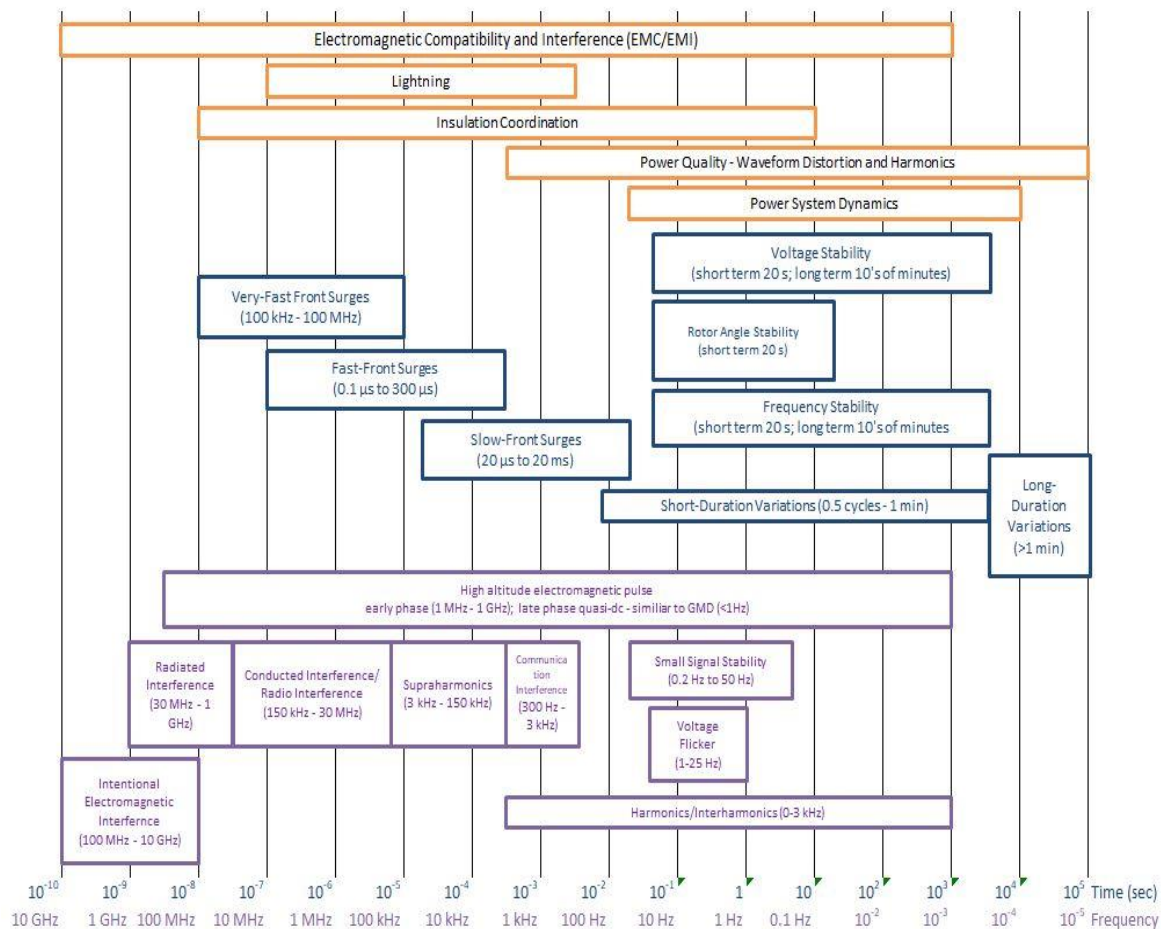 Electromagnetic Compatibility and Interference (EMC/EMI)
Lightning
Insulation Coordination
Power Quality - Waveform Distortion and Harmonics
Power System Dynamics
Voltage Stability
(short term 20 s; long term 10's of minutes)
Very-Fast Front Surges
(100 kHz - 100 MHz)
Rotor Angle Stability
(short term 20 s)
Fast-Front Surges
(0.1 µs to 300 µs)
Frequency Stability
(short term 20 s; long term 10's of minutes
Slow-Front Surges
(20 µs to 20 ms)
Short-Duration Variations (0.5 cycles - 1 min)
Long-
Duration
Variations
(>1 min)
High altitude electromagnetic pulse
early phase (1 MHz - 1 GHz); late phase quasi-dc - similiar to GMD (<1Hz)
Radiated
Interference
(30 MHz - 1
GHz)
Conducted Interference/
Radio Interference
(150 kHz - 30 MHz)
Supraharmonics
(3 kHz - 150 kHz)
Communica
tion
Interference
(300 Hz -
3 kHz)
Small Signal Stability
(0.2 Hz to 50 Hz)
Voltage
Flicker
(1-25 Hz)
Intentional
Electromagnetic
Interfernce
(100 MHz - 10 GHz)
Harmonics/Interhamonics (0-3 kHz)
10⁻¹⁰ 10⁻⁹ 10⁻⁸ 10⁻⁷ 10⁻⁶ 10⁻⁵ 10⁻⁴ 10⁻³ 10⁻² 10⁻¹ 1 10 10² 10³ 10⁴ 10⁵ Time (sec)
10 GHz 1 GHz 100 MHz 10 MHz 1 MHz 100 kHz 10 kHz 1 kHz 100 Hz 10 Hz 1 Hz 0.1 Hz 10⁻² 10⁻³ 10⁻⁴ 10⁻⁵ Frequency